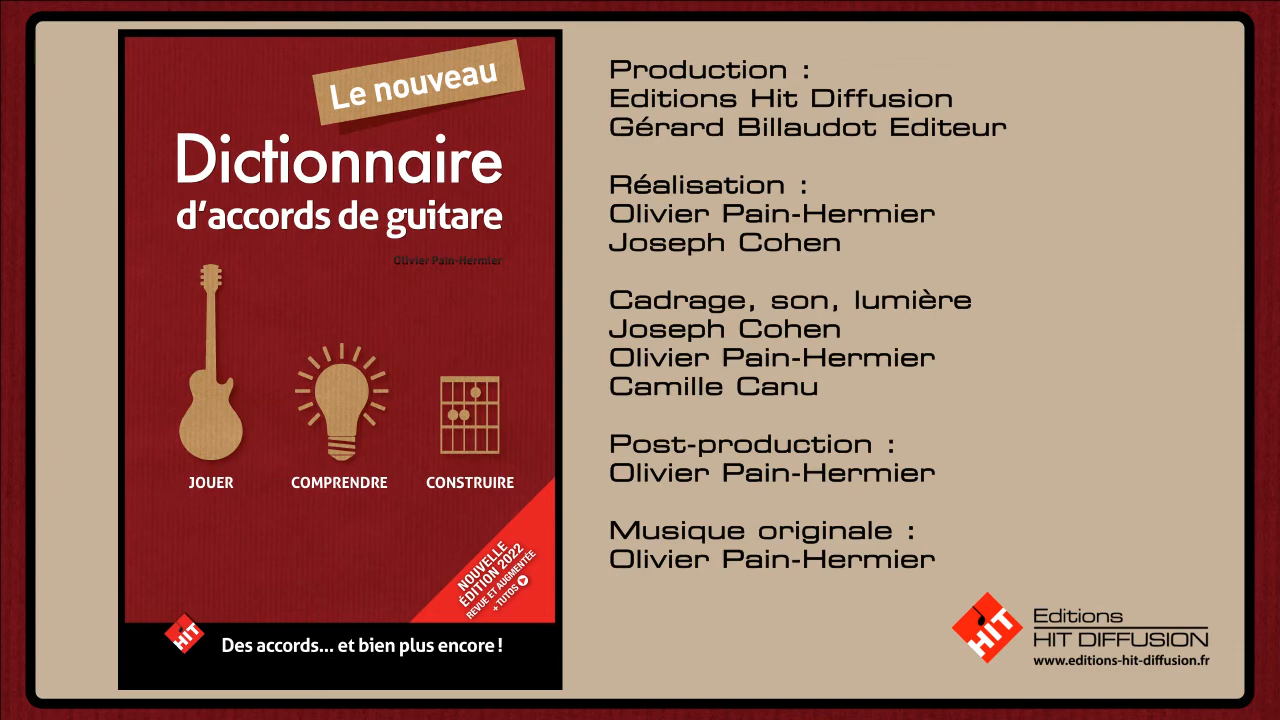 Le nouveau
Dictionnaire
d'accords de guitare
Olivier Pain-Hermier
JOUER
COMPRENDRE
CONSTRUIRE
NOUVELLE
ÉDITION 2022
REVUE ET AUGMENTÉE
+ TUTOS
HIT
Des accords... et bien plus encore !
Production :
Editions Hit Diffusion
Gérard Billaudot Editeur
Réalisation :
Olivier Pain-Hermier
Joseph Cohen
Cadrage, son, lumière
Joseph Cohen
Olivier Pain-Hermier
Camille Canu
Post-production :
Olivier Pain-Hermier
Musique originale :
Olivier Pain-Hermier
HIT
Editions
HIT DIFFUSION
www.editions-hit-diffusion.fr